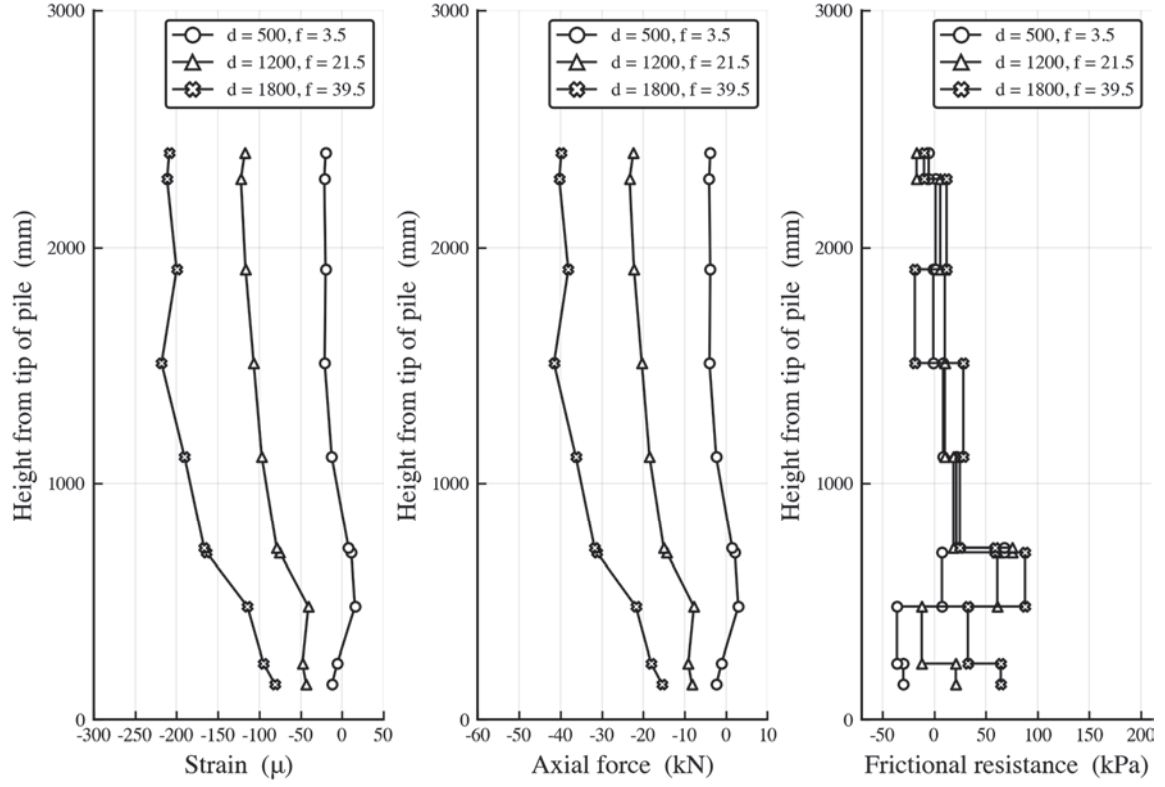 3000
d = 500, f = 3.5
d = 1200, f = 21.5
d = 1800, f = 39.5
2000
1000
0
Height from tip of pile (mm)
-300 -250 -200 -150 -100 -50 0 50
Strain (μ)
3000
d = 500, f = 3.5
d = 1200, f = 21.5
d = 1800, f = 39.5
2000
1000
0
Height from tip of pile (mm)
-60 -50 -40 -30 -20 -10 0 10
Axial force (kN)
3000
d = 500, f = 3.5
d = 1200, f = 21.5
d = 1800, f = 39.5
2000
1000
0
Height from tip of pile (mm)
-50 0 50 100 150 200
Frictional resistance (kPa)